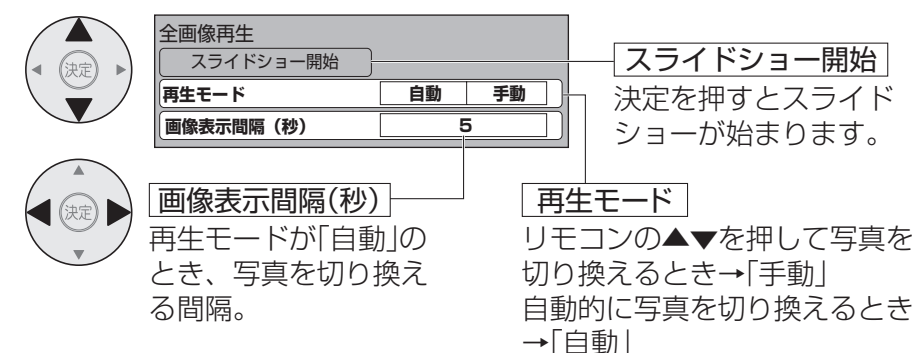 決定
全画像再生
スライドショー開始
再生モード 自動 手動
画像表示間隔（秒） 5
スライドショー開始
決定を押すとスライド
ショーが始まります。
決定
画像表示間隔(秒)
再生モードが｢自動｣の
とき、写真を切り換え
る間隔。
再生モード
リモコンの▲▼を押して写真を
切り換えるとき→｢手動｣
自動的に写真を切り換えるとき
→｢自動｣